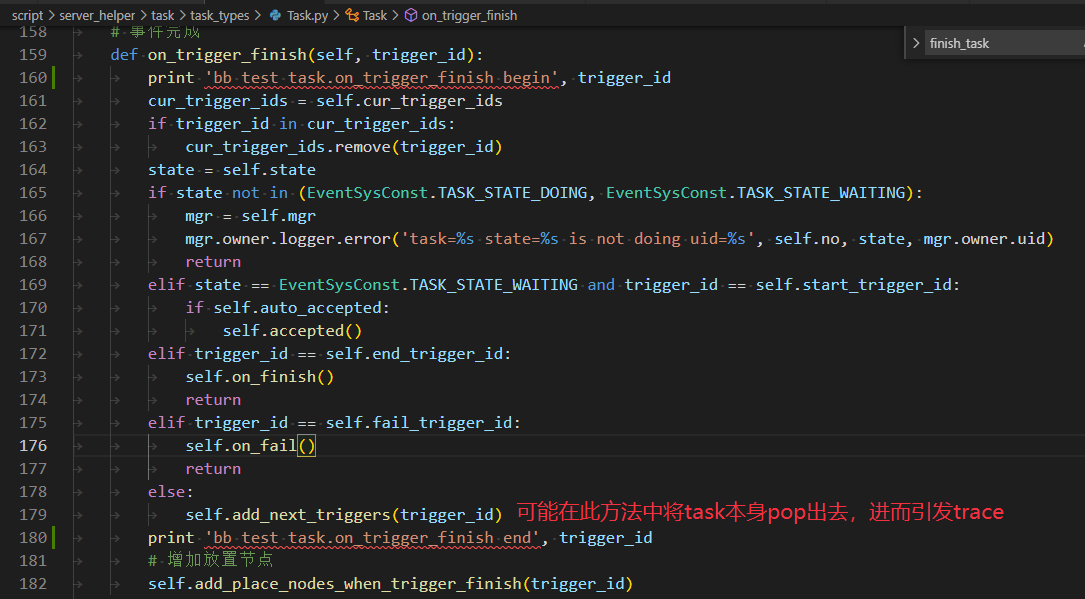 script > server_helper > task > task_types > Task.py > Task > on_trigger_finish
finish_task
158 # 事件完成
159 def on_trigger_finish(self, trigger_id):
160 print 'bb test task.on_trigger_finish begin', trigger_id
161 cur_trigger_ids = self.cur_trigger_ids
162 if trigger_id in cur_trigger_ids:
163 cur_trigger_ids.remove(trigger_id)
164 state = self.state
165 if state not in (EventSysConst.TASK_STATE_DOING, EventSysConst.TASK_STATE_WAITING):
166 mgr = self.mgr
167 mgr.owner.logger.error('task=%s state=%s is not doing uid=%s', self.no, state, mgr.owner.uid)
168 return
169 elif state == EventSysConst.TASK_STATE_WAITING and trigger_id == self.start_trigger_id:
170 if self.auto_accepted:
171 self.accepted()
172 elif trigger_id == self.end_trigger_id:
173 self.on_finish()
174 return
175 elif trigger_id == self.fail_trigger_id:
176 self.on_fail()
177 return
178 else:
179 self.add_next_triggers(trigger_id) 可能在此方法中将task本身pop出去，进而引发trace
180 print 'bb test task.on_trigger_finish end', trigger_id
181 # 增加放置节点
182 self.add_place_nodes_when_trigger_finish(trigger_id)